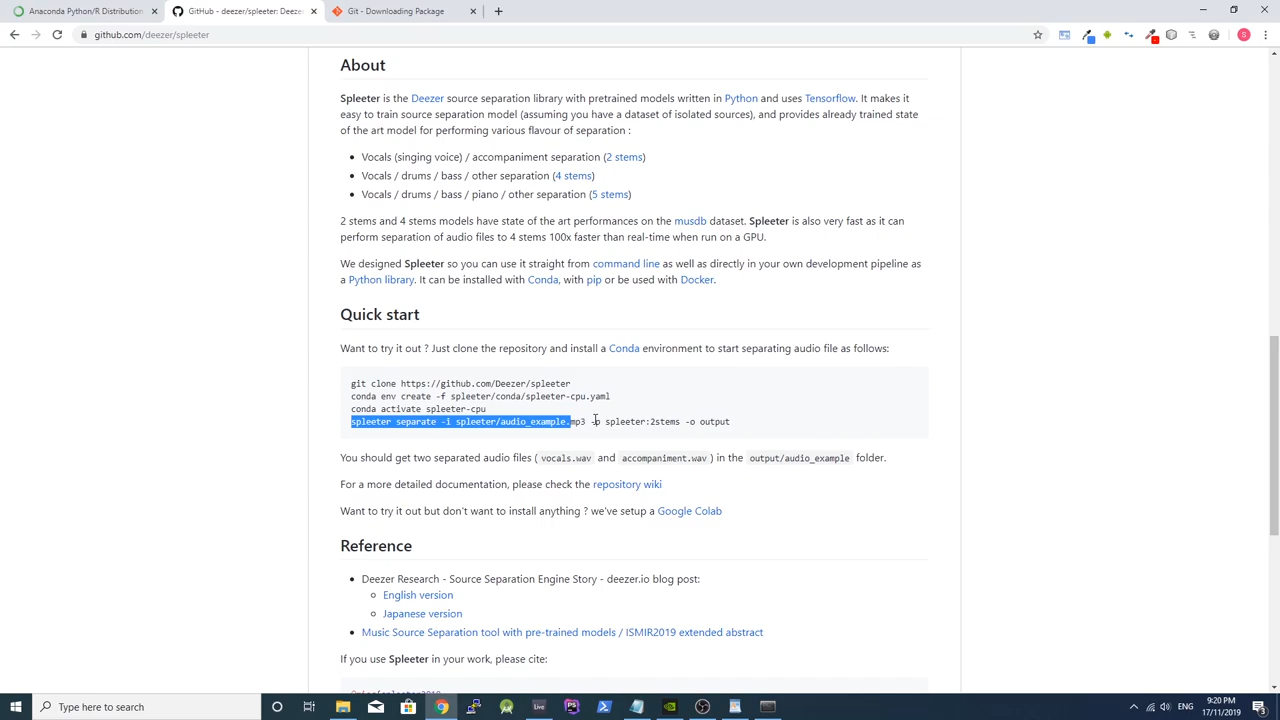 Anaconda Python/R Distribution
GitHub - deezer/spleeter: Deezer
Git - Downloading Package
github.com/deezer/spleeter
S
About
Spleeter is the Deezer source separation library with pretrained models written in Python and uses Tensorflow. It makes it
easy to train source separation model (assuming you have a dataset of isolated sources), and provides already trained state
of the art model for performing various flavour of separation :
• Vocals (singing voice) / accompaniment separation (2 stems)
• Vocals / drums / bass / other separation (4 stems)
• Vocals / drums / bass / piano / other separation (5 stems)
2 stems and 4 stems models have state of the art performances on the musdb dataset. Spleeter is also very fast as it can
perform separation of audio files to 4 stems 100x faster than real-time when run on a GPU.
We designed Spleeter so you can use it straight from command line as well as directly in your own development pipeline as
a Python library. It can be installed with Conda, with pip or be used with Docker.
Quick start
Want to try it out ? Just clone the repository and install a Conda environment to start separating audio file as follows:
git clone https://github.com/Deezer/spleeter
conda env create -f spleeter/conda/spleeter-cpu.yaml
conda activate spleeter-cpu
spleeter separate -i spleeter/audio_example.mp3 -p spleeter:2stems -o output
You should get two separated audio files (vocals.wav and accompaniment.wav) in the output/audio_example folder.
For a more detailed documentation, please check the repository wiki
Want to try it out but don't want to install anything ? we've setup a Google Colab
Reference
• Deezer Research - Source Separation Engine Story - deezer.io blog post:
English version
Japanese version
• Music Source Separation tool with pre-trained models / ISMIR2019 extended abstract
If you use Spleeter in your work, please cite:
Type here to search
Live
ENG
9:20 PM
17/11/2019